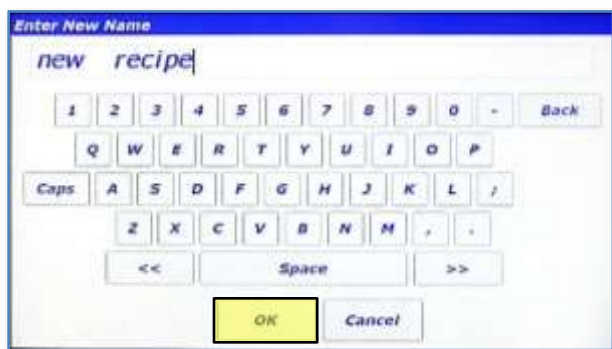 Enter New Name
new recipe
1 2 3 4 5 6 7 8 9 0 - Back
Q W E R T Y U I O P
Caps A S D F G H J K L ;
Z X C V B N M , .
<< Space >>
OK Cancel